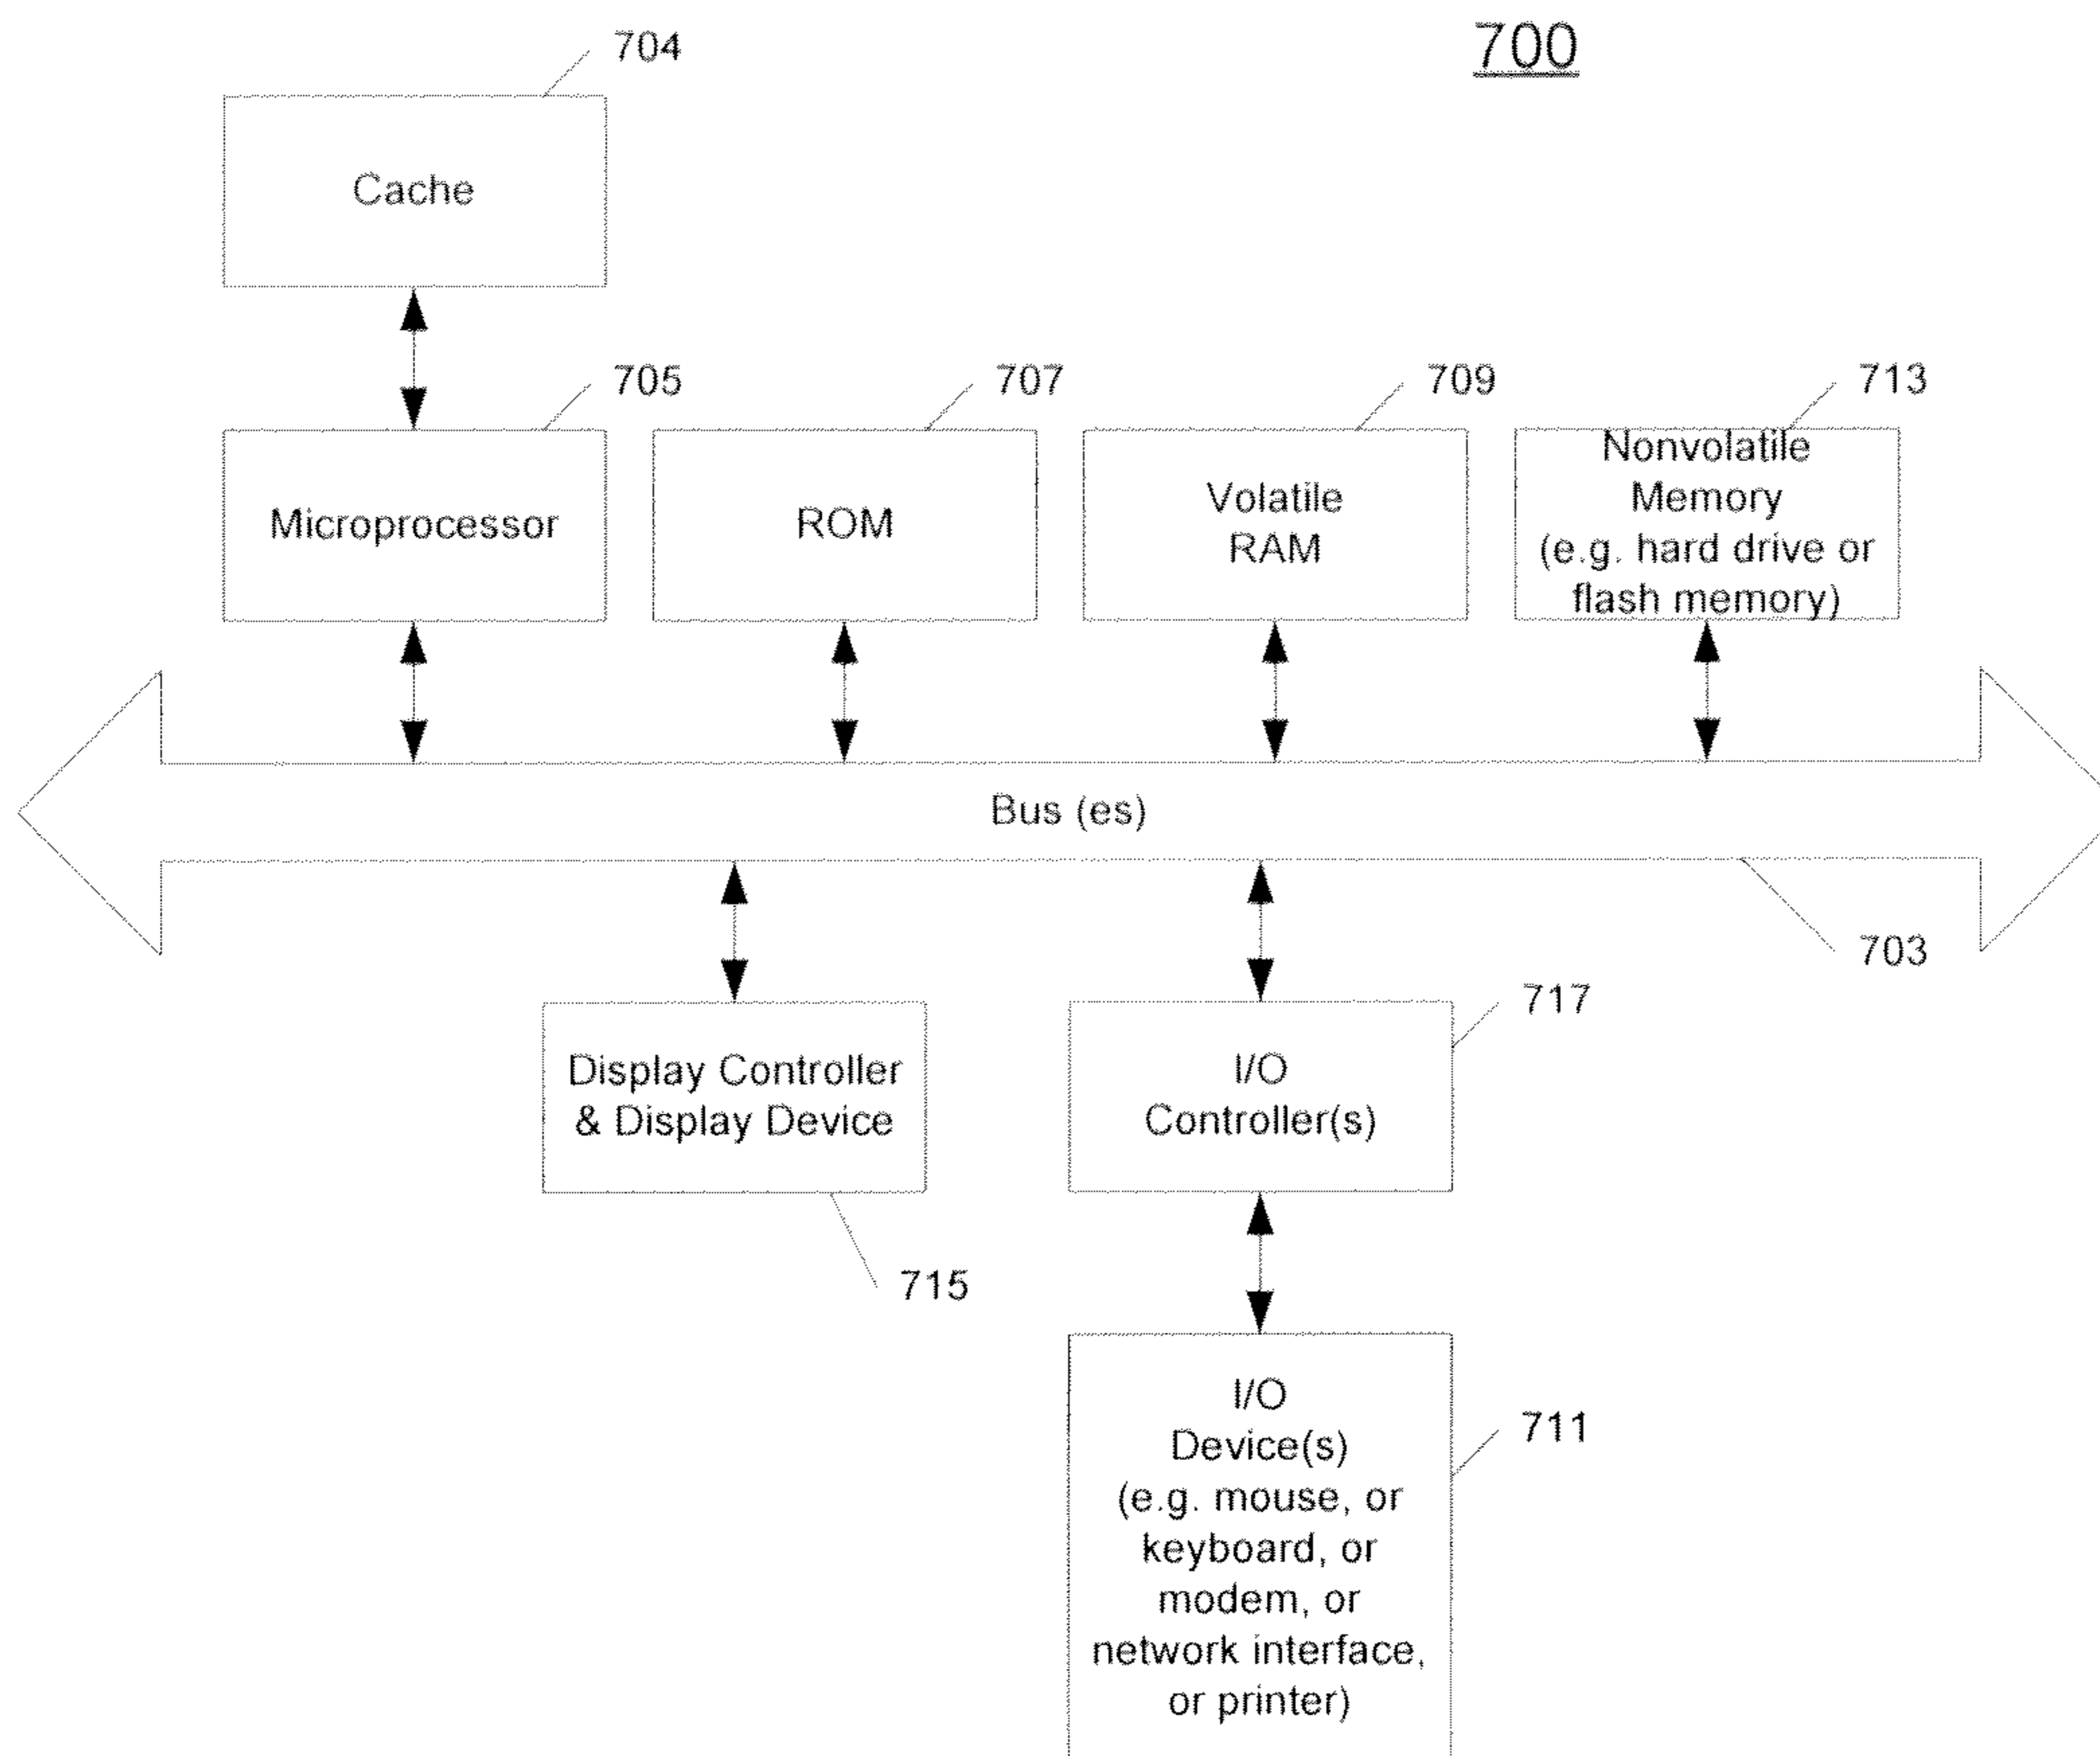 700
704
Cache
705
707
709
713
Microprocessor
ROM
Volatile
RAM
Nonvolatile
Memory
(e.g. hard drive or
flash memory)
Bus (es)
703
Display Controller
& Display Device
715
717
I/O
Controller(s)
711
I/O
Device(s)
(e.g. mouse, or
keyboard, or
modem, or
network interface,
or printer)